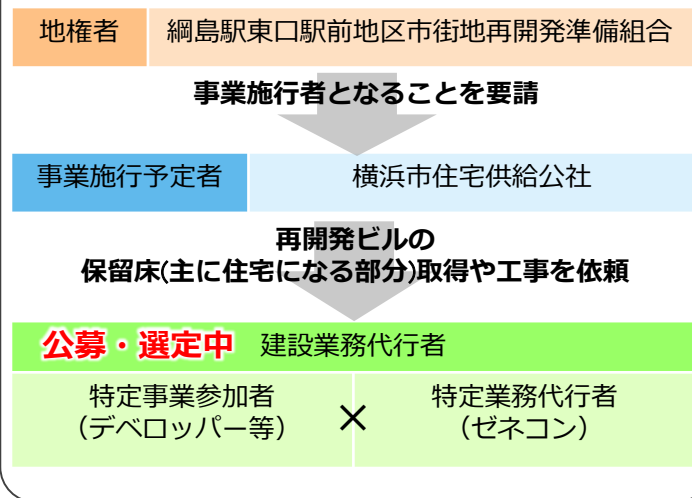 地権者 綱島駅東口駅前地区市街地再開発準備組合
事業施行者となることを要請
事業施行予定者 横浜市住宅供給公社
再開発ビルの
保留床(主に住宅になる部分)取得や工事を依頼
公募・選定中 建設業務代行者
特定事業参加者 特定業務代行者
（デベロッパー等） × （ゼネコン）